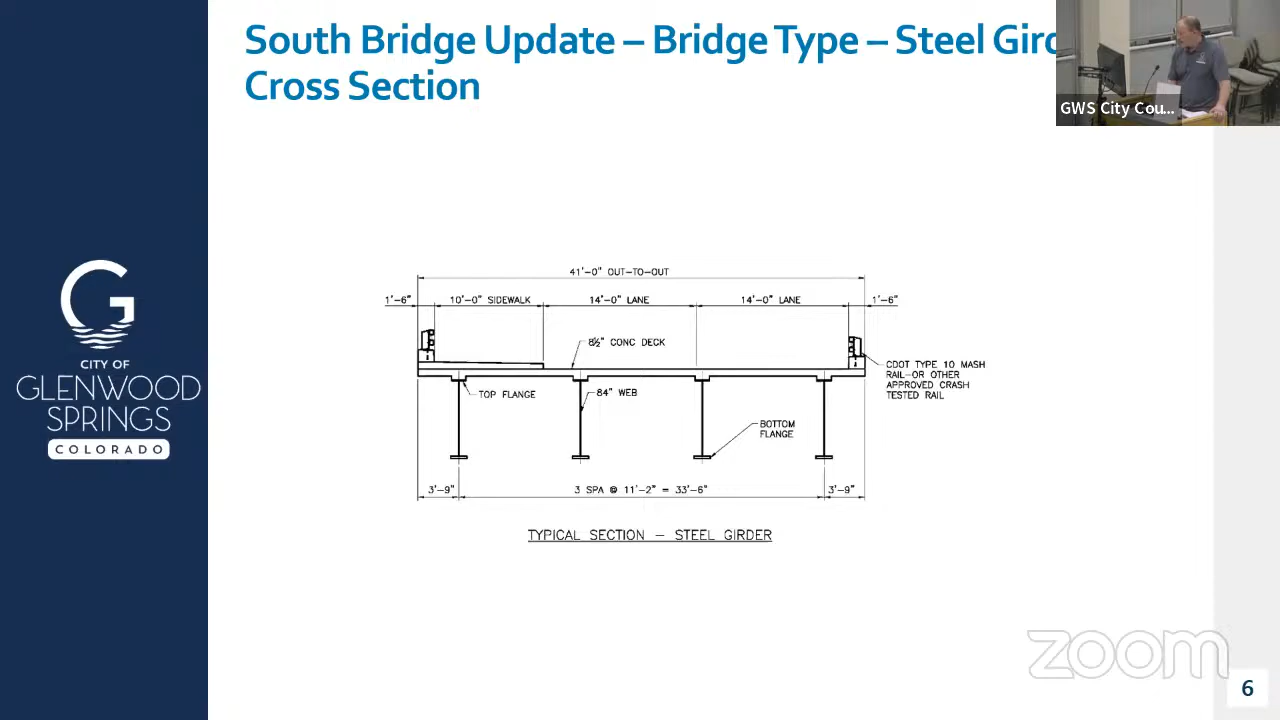 South Bridge Update – Bridge Type – Steel Gird
Cross Section
GWS City Cou...
CITY OF
GLENWOOD
SPRINGS
COLORADO
41'-0" OUT-TO-OUT
1'-6" 10'-0" SIDEWALK 14'-0" LANE 14'-0" LANE 1'-6"
8½" CONC DECK
CDOT TYPE 10 MASH
RAIL-OR OTHER
APPROVED CRASH
TESTED RAIL
TOP FLANGE
84" WEB
BOTTOM
FLANGE
3'-9" 3 SPA @ 11'-2" = 33'-6" 3'-9"
TYPICAL SECTION - STEEL GIRDER
zoom
6